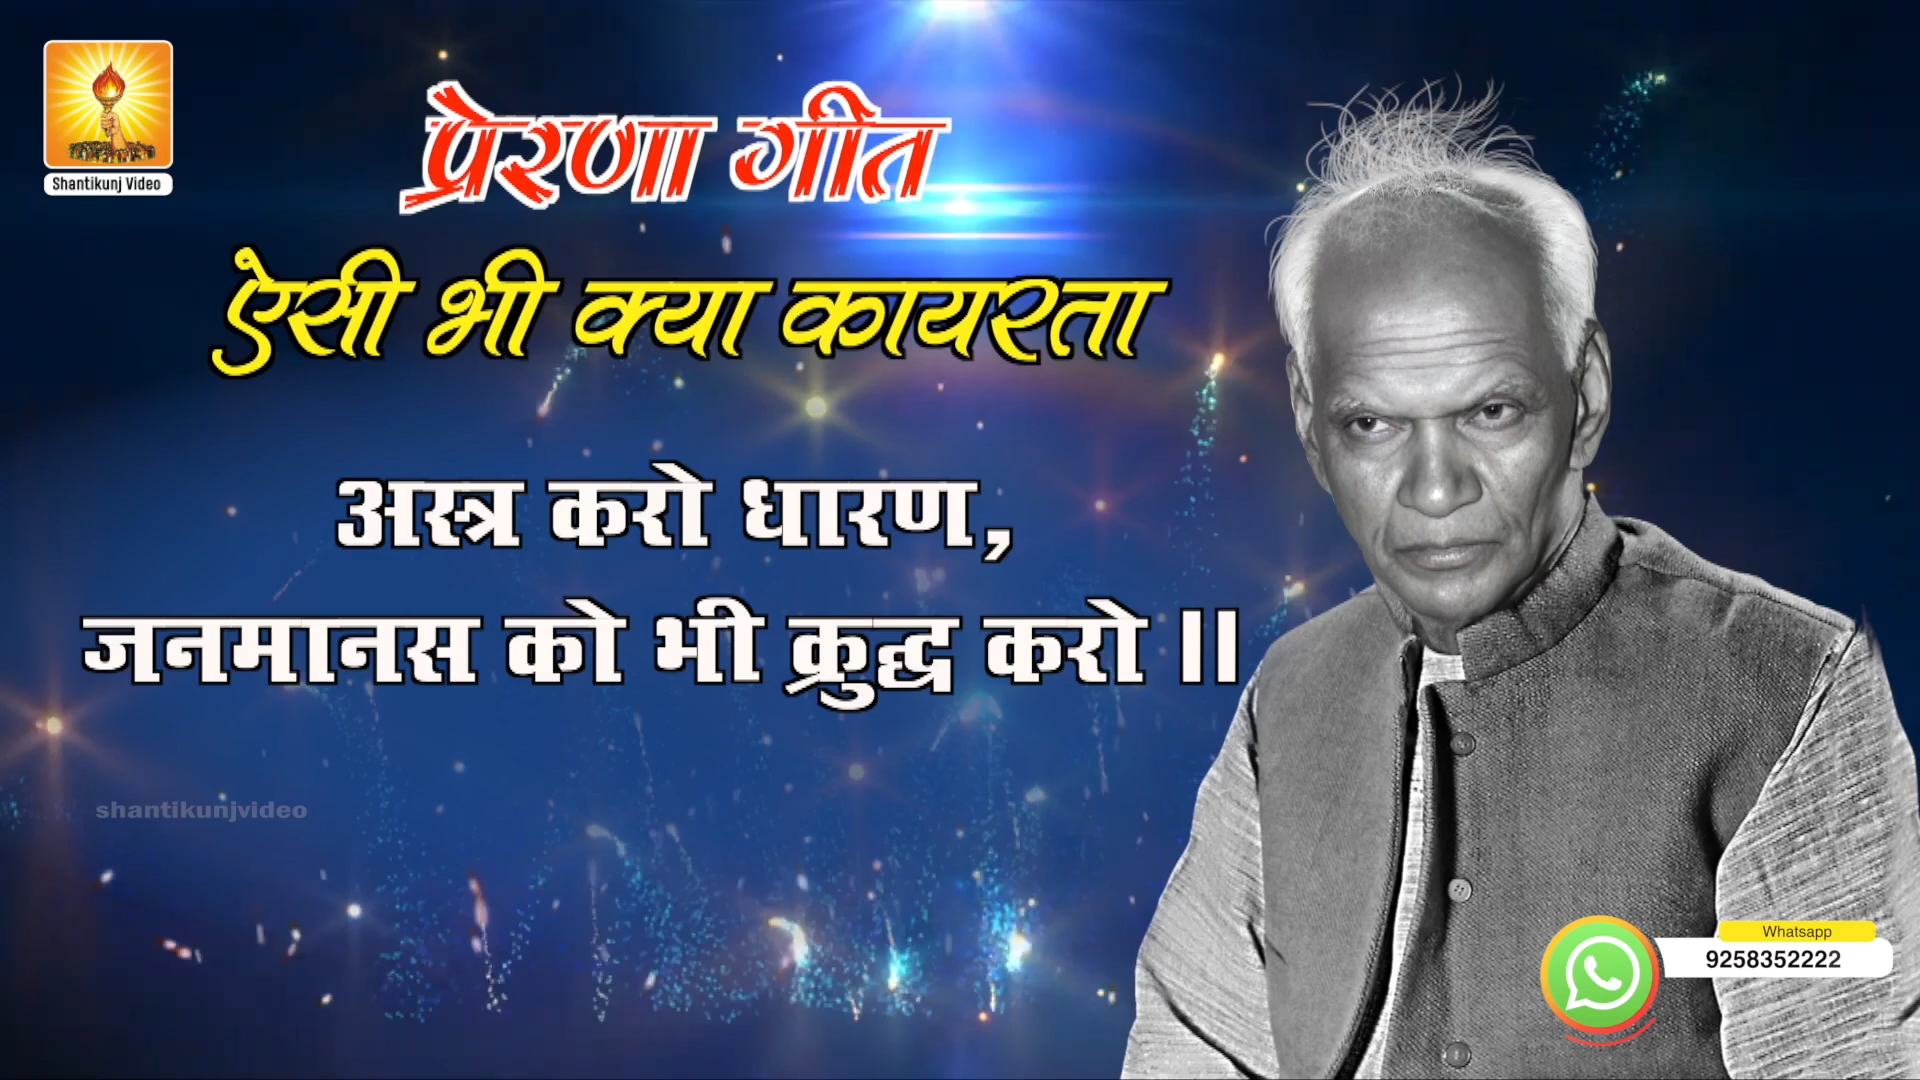 Shantikunj Video
प्रेरणा गीत
ऐसी भी क्या कायरता
अस्त्र करो धारण,
जनमानस को भी क्रुद्ध करो ।।
shantikunjvideo
Whatsapp
9258352222